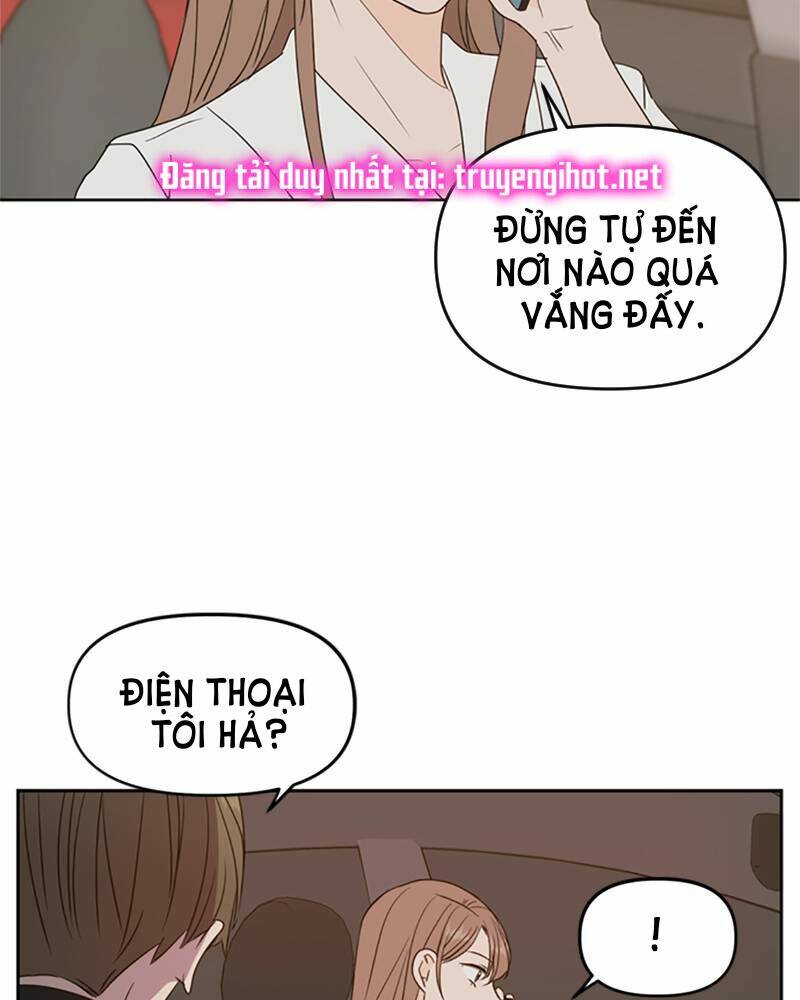 Đăng tải duy nhất tại: truyengihot.net
ĐỪNG TỰ ĐẾN
NƠI NÀO QUÁ
VẮNG ĐẤY.
ĐIỆN THOẠI
TÔI HẢ?
!